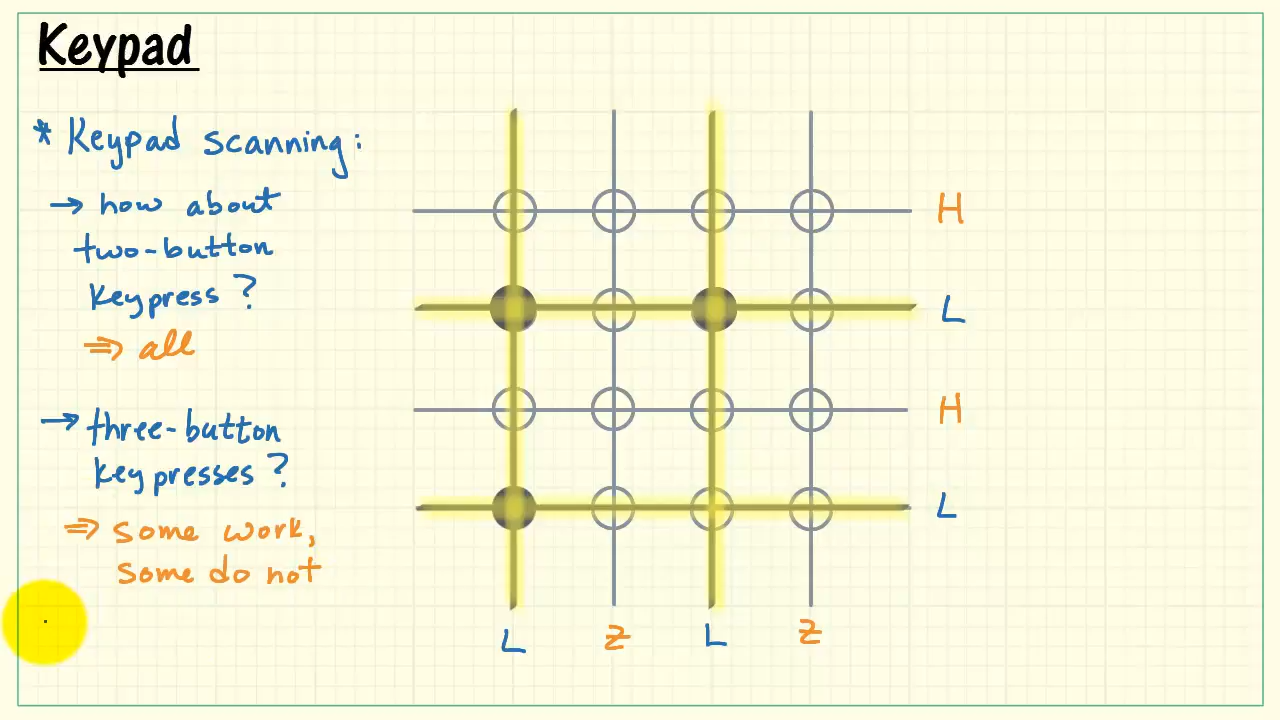 Keypad
* Keypad scanning:
→ how about
two-button
keypress?
⇒ all
→ three-button
keypresses?
⇒ some work,
some do not
H
L
H
L
L Z L Z